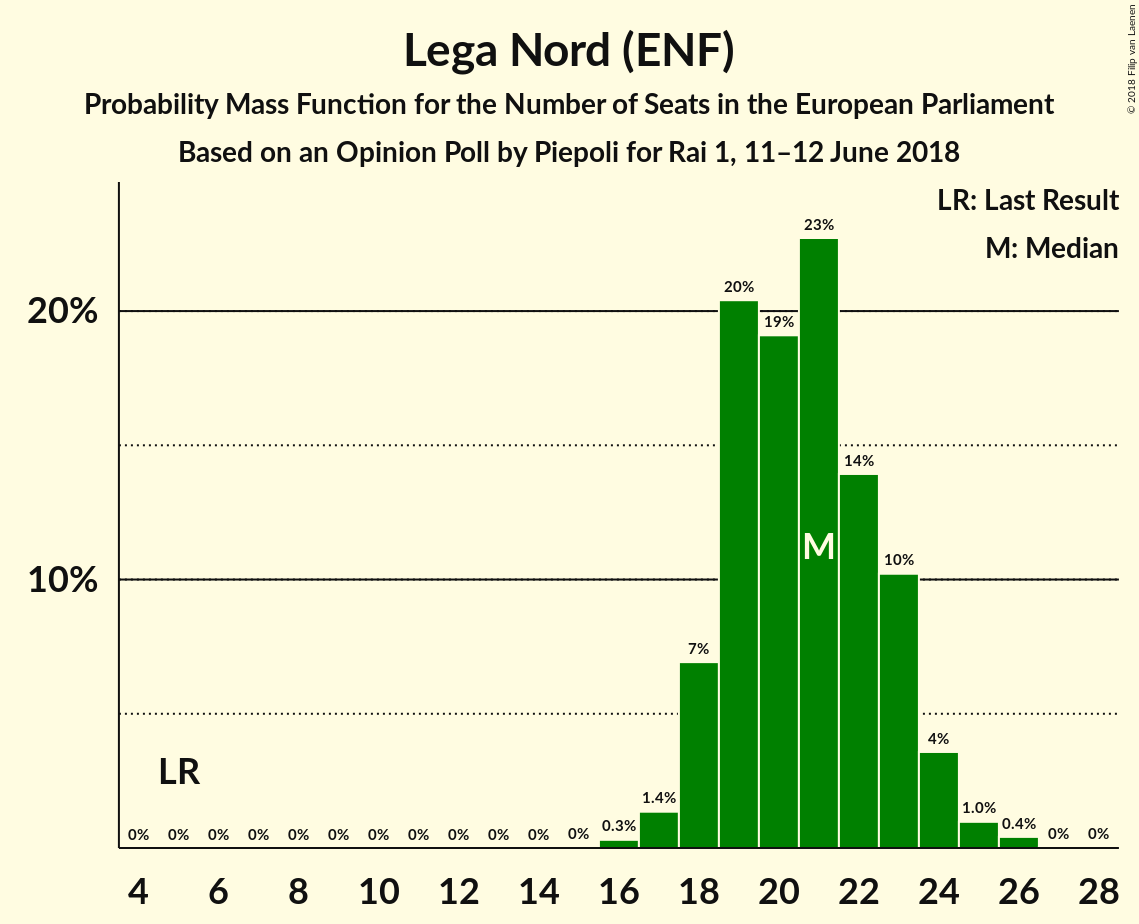 Lega Nord (ENF)
Probability Mass Function for the Number of Seats in the European Parliament
Based on an Opinion Poll by Piepoli for Rai 1, 11–12 June 2018
© 2018 Filip van Laenen
LR: Last Result
M: Median
20%
10%
0% 0% 0% 0% 0% 0% 0% 0% 0% 0% 0% 0% 0.3% 1.4% 7% 20% 19% 23% 14% 10% 4% 1.0% 0.4% 0% 0%
LR
M
4 6 8 10 12 14 16 18 20 22 24 26 28